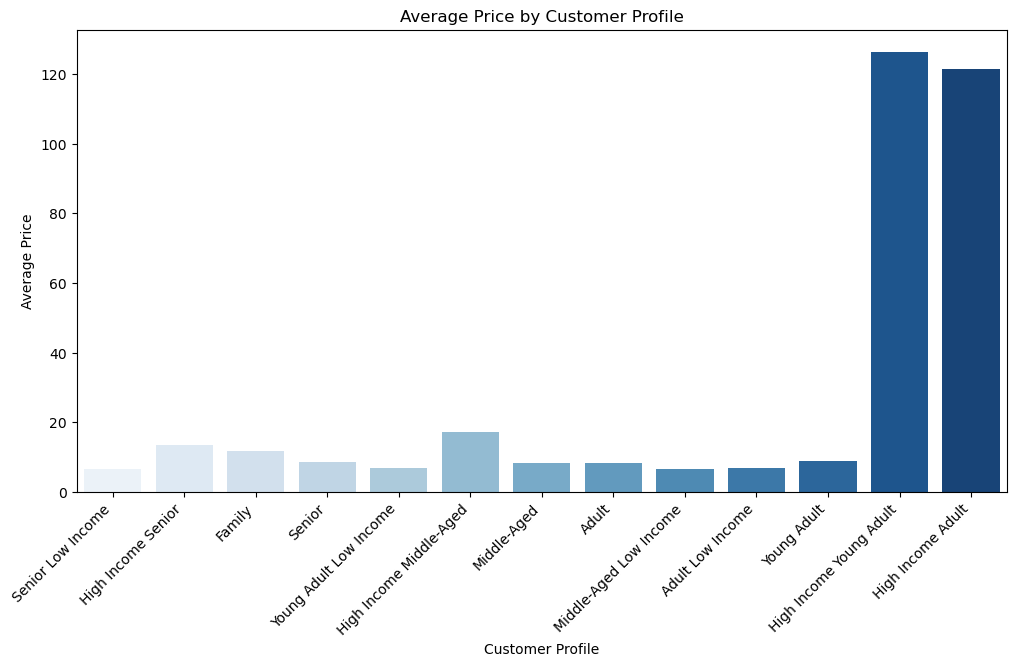 Average Price by Customer Profile
Average Price
120
100
80
60
40
20
0
Senior Low Income
High Income Senior
Family
Senior
Young Adult Low Income
High Income Middle-Aged
Middle-Aged
Adult
Middle-Aged Low Income
Adult Low Income
Young Adult
High Income Young Adult
High Income Adult
Customer Profile